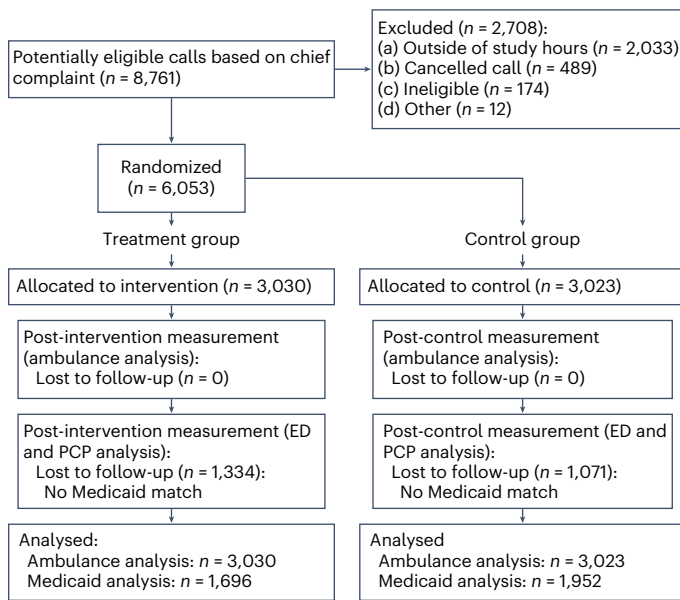 Potentially eligible calls based on chief
complaint (n = 8,761)
Excluded (n = 2,708):
(a) Outside of study hours (n = 2,033)
(b) Cancelled call (n = 489)
(c) Ineligible (n = 174)
(d) Other (n = 12)
Randomized
(n = 6,053)
Treatment group
Control group
Allocated to intervention (n = 3,030)
Allocated to control (n = 3,023)
Post-intervention measurement
(ambulance analysis):
Lost to follow-up (n = 0)
Post-control measurement
(ambulance analysis):
Lost to follow-up (n = 0)
Post-intervention measurement (ED
and PCP analysis):
Lost to follow-up (n = 1,334):
No Medicaid match
Post-control measurement (ED and
PCP analysis):
Lost to follow-up (n = 1,071):
No Medicaid match
Analysed:
Ambulance analysis: n = 3,030
Medicaid analysis: n = 1,696
Analysed
Ambulance analysis: n = 3,023
Medicaid analysis: n = 1,952